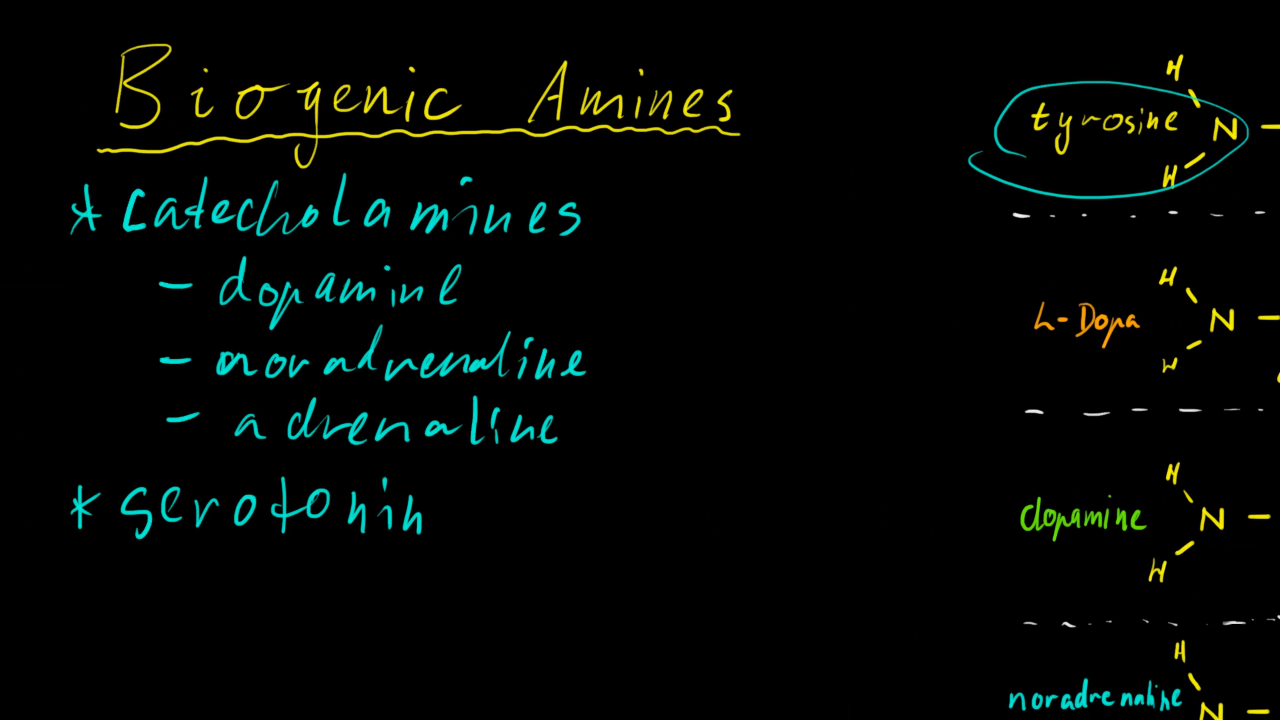 Biogenic Amines
* catecholamines
- dopamine
- noradrenaline
- adrenaline
* serotonin
H
tyrosine N -
H
H
L-Dopa N -
H
H
dopamine N -
H
H
noradrenaline N -